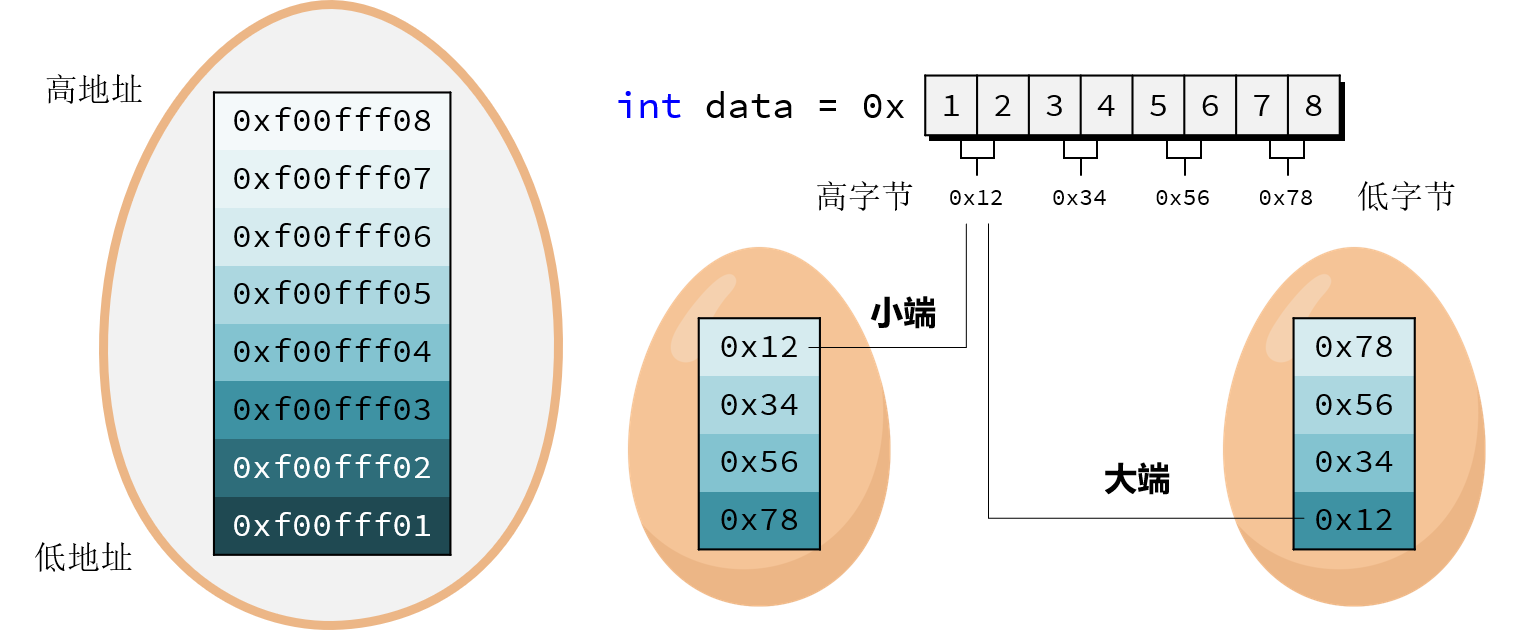 高地址
0xf00fff08
0xf00fff07
0xf00fff06
0xf00fff05
0xf00fff04
0xf00fff03
0xf00fff02
0xf00fff01
低地址
int data = 0x 1 2 3 4 5 6 7 8
高字节 0x12 0x34 0x56 0x78 低字节
小端
0x12
0x34
0x56
0x78
大端
0x78
0x56
0x34
0x12